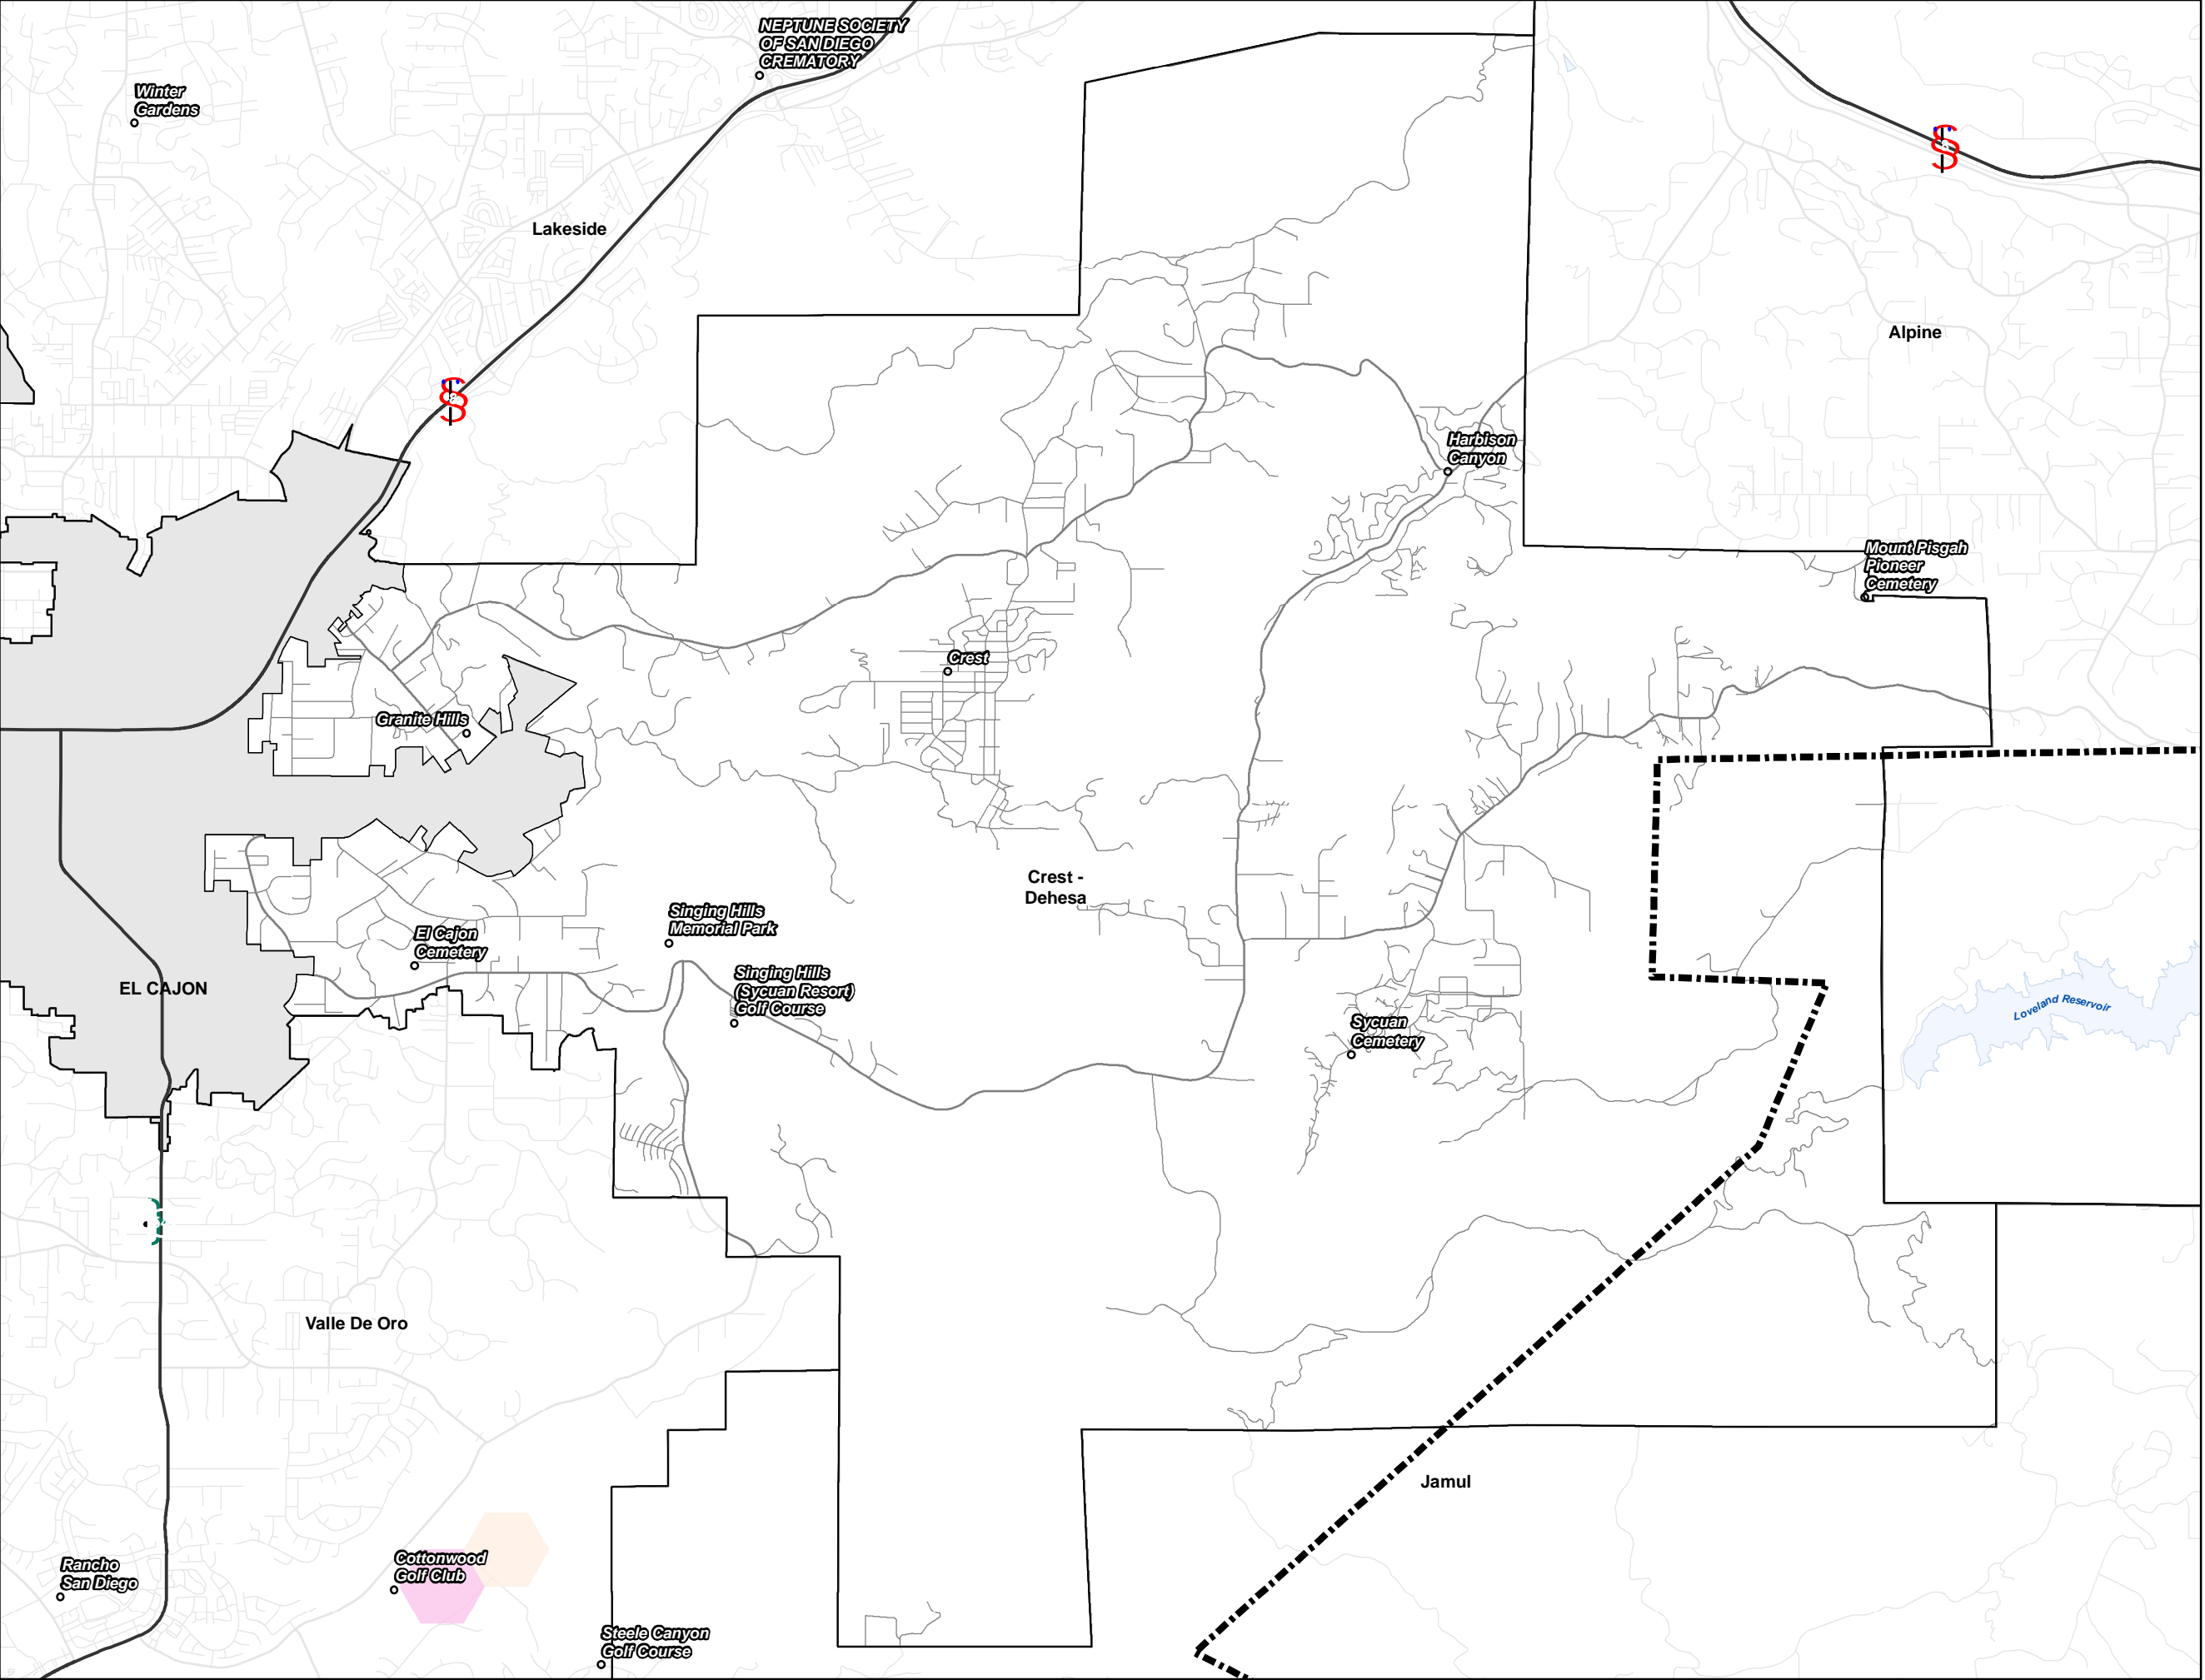 NEPTUNE SOCIETY
OF SAN DIEGO
CREMATORY
Winter
Gardens
Lakeside
Alpine
Harbison
Canyon
Mount Pisgah
Pioneer
Cemetery
Crest
Granite Hills
Crest -
Dehesa
Singing Hills
Memorial Park
El Cajon
Cemetery
Singing Hills
(Sycuan Resort)
Golf Course
EL CAJON
Loveland Reservoir
Sycuan
Cemetery
Valle De Oro
Jamul
Cottonwood
Golf Club
Rancho
San Diego
Steele Canyon
Golf Course